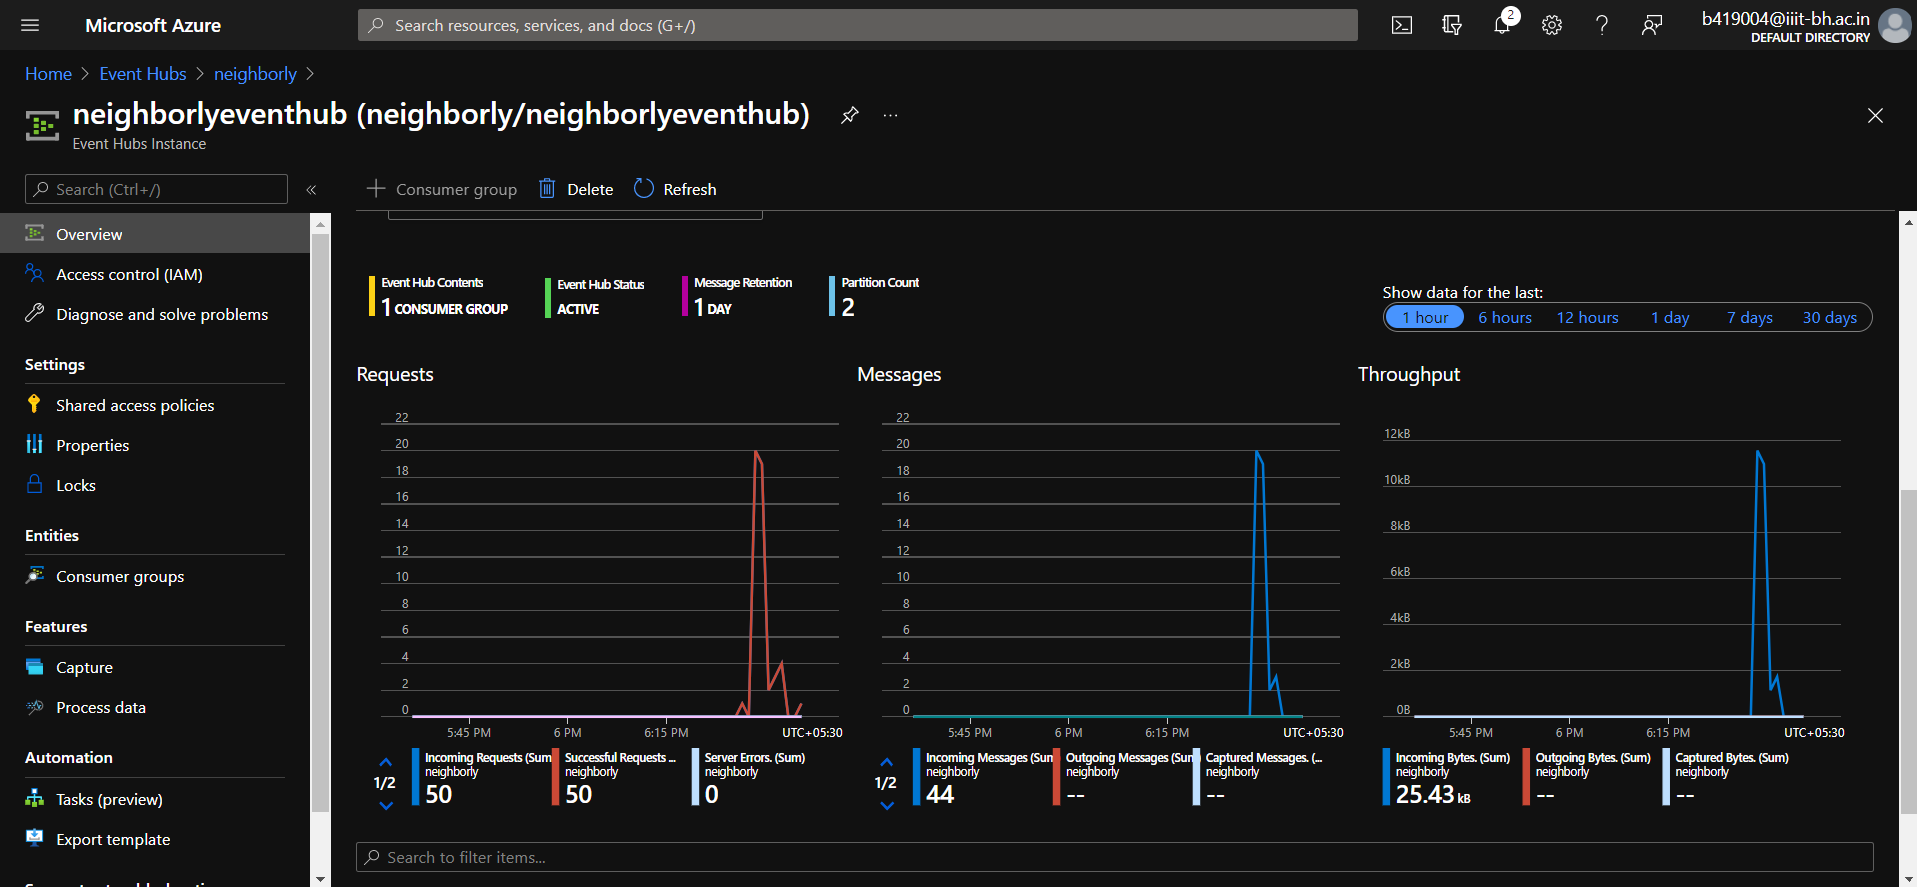 Microsoft Azure
Search resources, services, and docs (G+/)
2
b419004@iiit-bh.ac.in
DEFAULT DIRECTORY
Home > Event Hubs > neighborly >
neighborlyeventhub (neighborly/neighborlyeventhub)
...
Event Hubs Instance
Search (Ctrl+/)
«
Consumer group
Delete
Refresh
Overview
Access control (IAM)
Diagnose and solve problems
Settings
Shared access policies
Properties
Locks
Entities
Consumer groups
Features
Capture
Process data
Automation
Tasks (preview)
Export template
Event Hub Contents
1 CONSUMER GROUP
Event Hub Status
ACTIVE
Message Retention
1 DAY
Partition Count
2
Show data for the last:
1 hour
6 hours
12 hours
1 day
7 days
30 days
Requests
22
20
18
16
14
12
10
8
6
4
2
0
5:45 PM
6 PM
6:15 PM
UTC+05:30
1/2
Incoming Requests (Sum)
neighborly
50
Successful Requests ...
neighborly
50
Server Errors. (Sum)
neighborly
0
Messages
22
20
18
16
14
12
10
8
6
4
2
0
5:45 PM
6 PM
6:15 PM
UTC+05:30
1/2
Incoming Messages (Sum)
neighborly
44
Outgoing Messages (Sum)
neighborly
--
Captured Messages. (...
neighborly
--
Throughput
12kB
10kB
8kB
6kB
4kB
2kB
0B
5:45 PM
6 PM
6:15 PM
UTC+05:30
Incoming Bytes. (Sum)
neighborly
25.43 kB
Outgoing Bytes. (Sum)
neighborly
--
Captured Bytes. (Sum)
neighborly
--
Search to filter items...